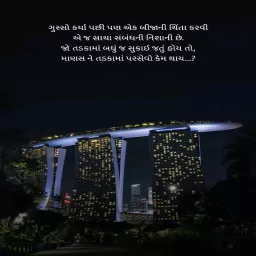 ગુસ્સો કર્યા પછી પણ એક બીજાની ચિંતા કરવી
એ જ સાચા સંબંધની નિશાની છે.
જો તડકામાં બધું જ સુકાઇ જતું હોય તો,
માણસ ને તડકામાં પરસેવો કેમ થાય...?